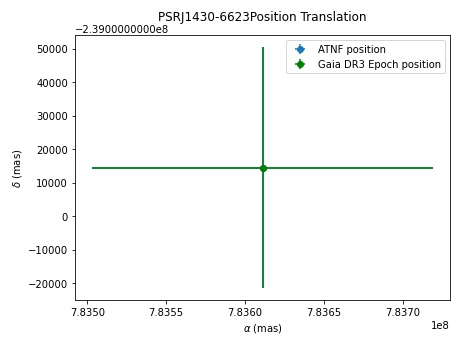 PSRJ1430-6623Position Translation
−2.3900000000e8
50000
40000
30000
20000
10000
0
−10000
−20000
δ (mas)
ATNF position
Gaia DR3 Epoch position
7.8350
7.8355
7.8360
7.8365
7.8370
1e8
α (mas)